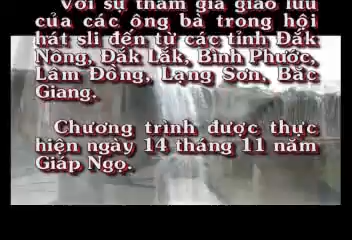 Với sự tham gia giao lưu
của các ông bà trong hội
hát sli đến từ các tỉnh Đắk
Nông, Đắk Lắk, Bình Phước,
Lâm Đồng, Lạng Sơn, Bắc
Giang.
Chương trình được thực
hiện ngày 14 tháng 11 năm
Giáp Ngọ.